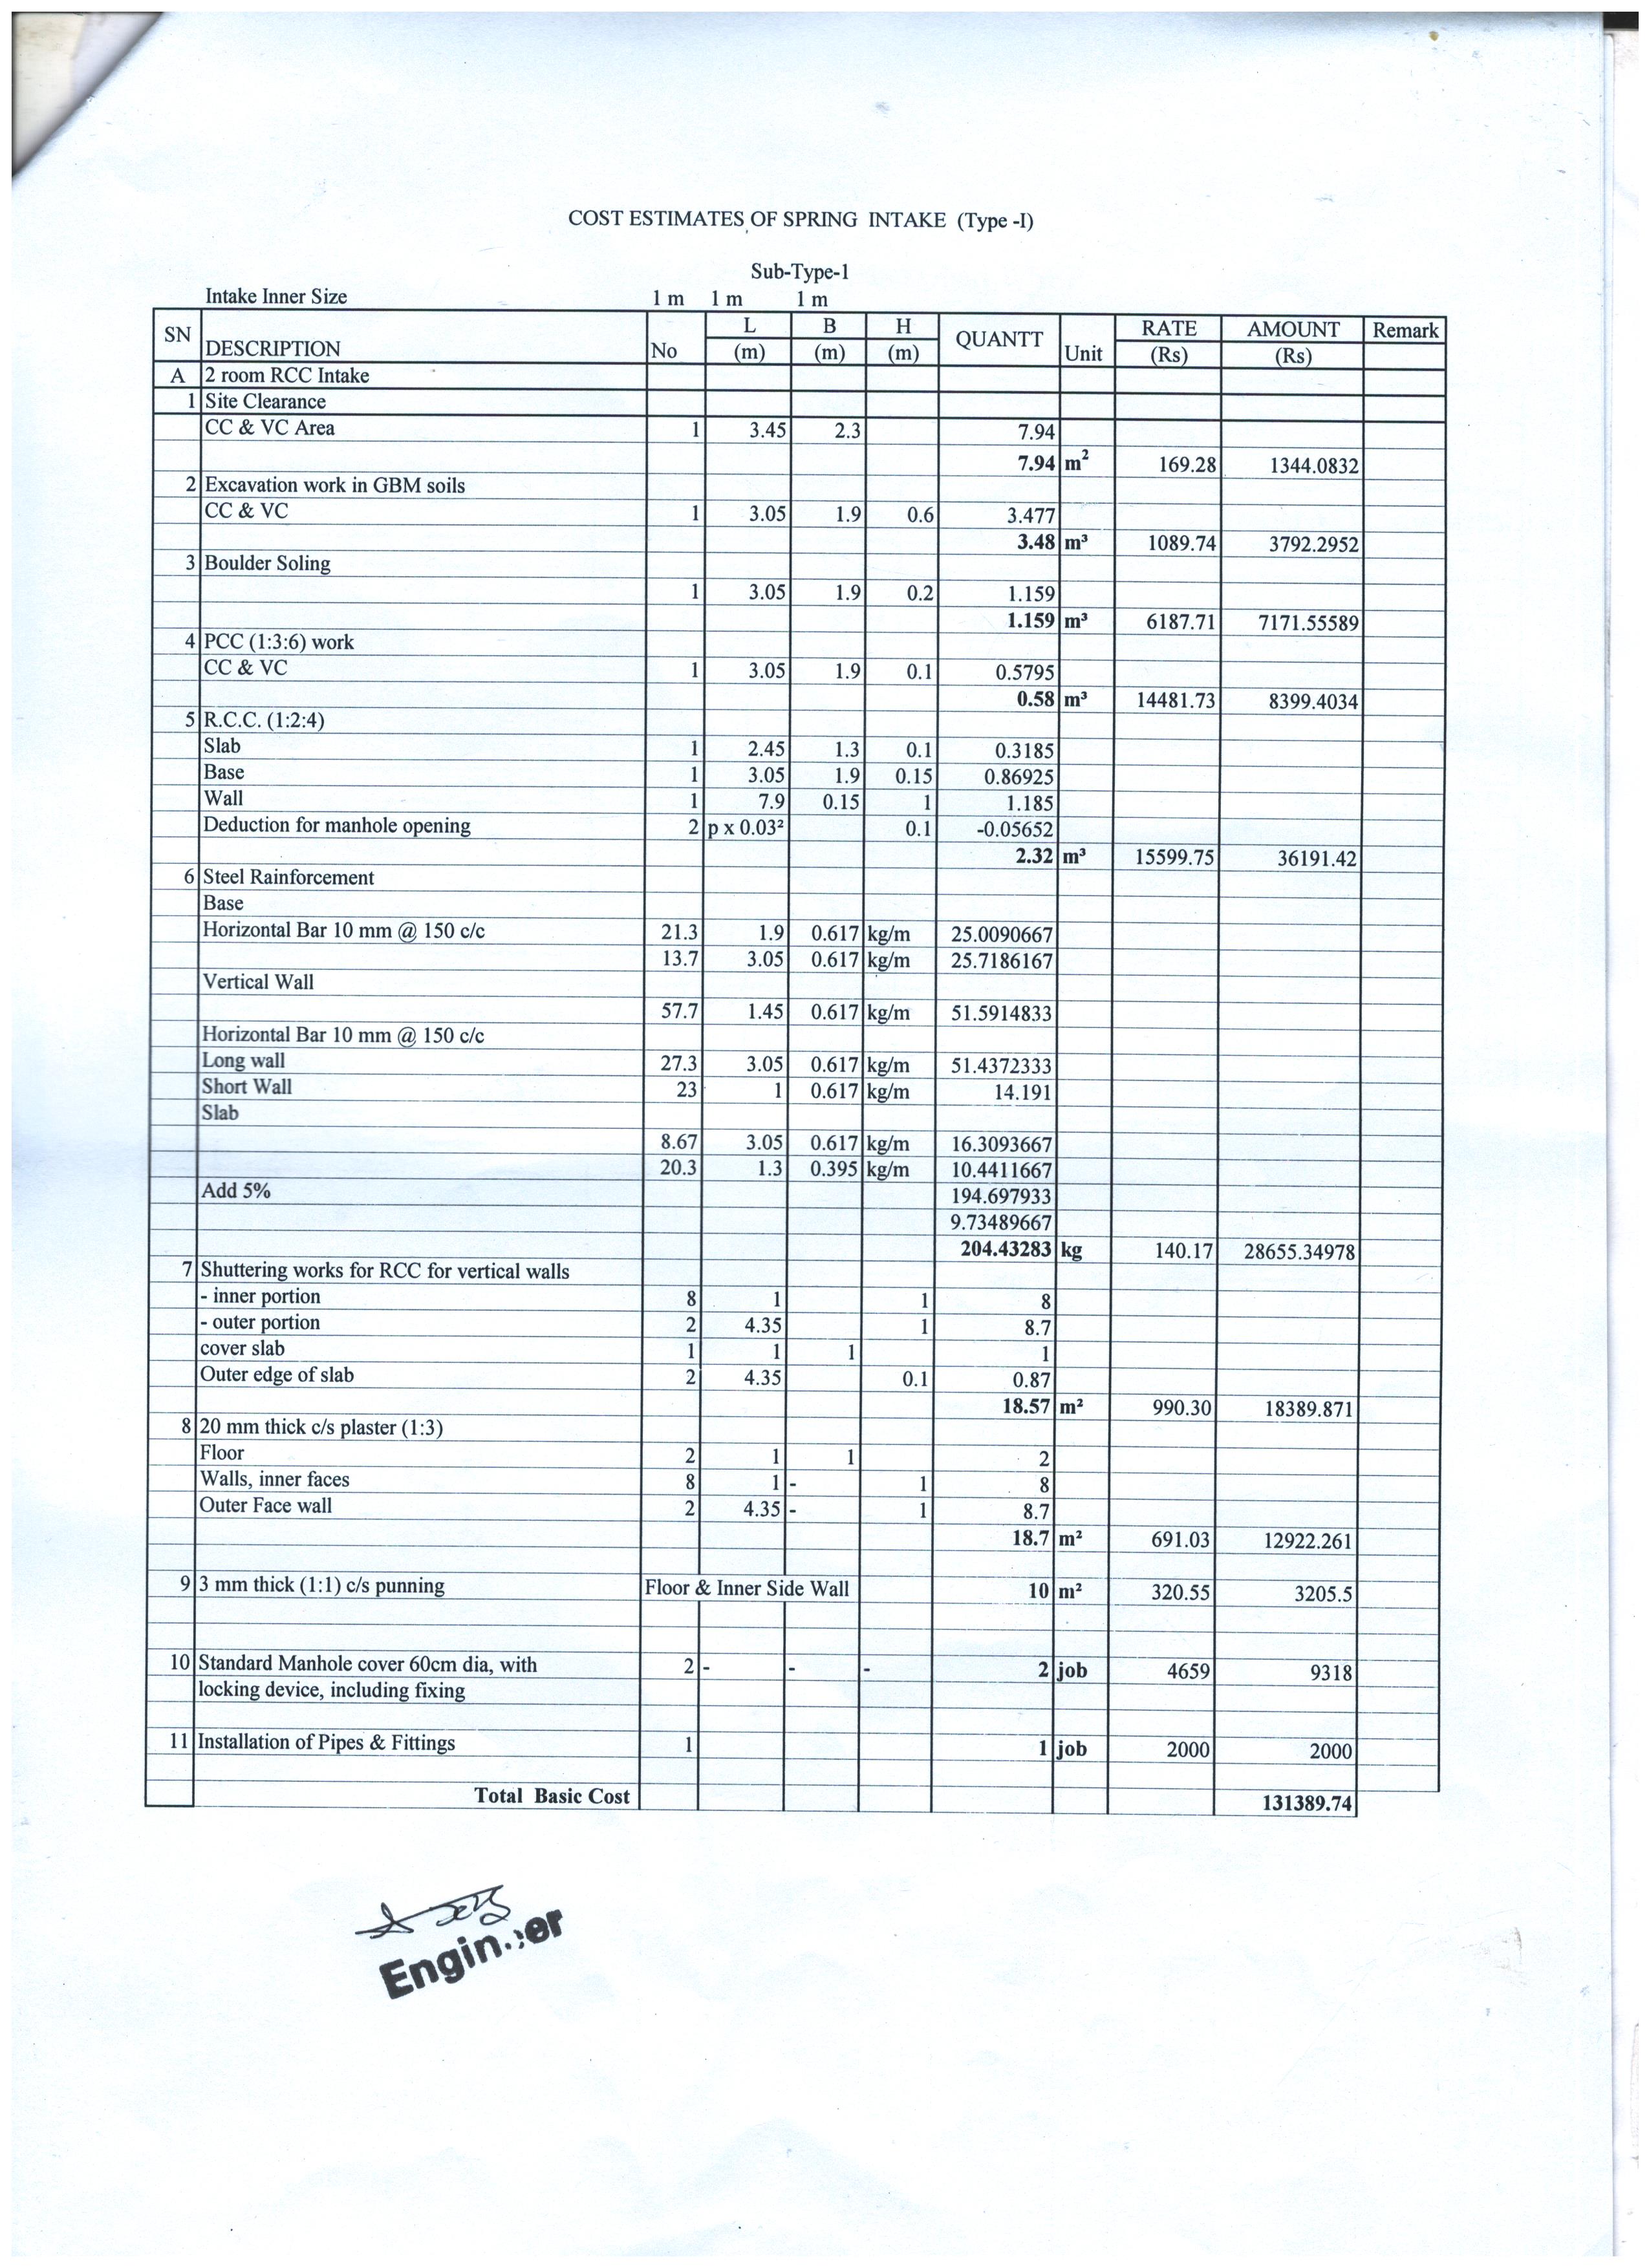 COST ESTIMATES OF SPRING INTAKE (Type -I)
Sub-Type-1
Intake Inner Size 1 m 1 m 1 m
SN DESCRIPTION No L (m) B (m) H (m) QUANTT Unit RATE (Rs) AMOUNT (Rs) Remark
A 2 room RCC Intake
1 Site Clearance
CC & VC Area 1 3.45 2.3 7.94
7.94 m² 169.28 1344.0832
2 Excavation work in GBM soils
CC & VC 1 3.05 1.9 0.6 3.477
3.48 m³ 1089.74 3792.2952
3 Boulder Soling
1 3.05 1.9 0.2 1.159
1.159 m³ 6187.71 7171.55589
4 PCC (1:3:6) work
CC & VC 1 3.05 1.9 0.1 0.5795
0.58 m³ 14481.73 8399.4034
5 R.C.C. (1:2:4)
Slab 1 2.45 1.3 0.1 0.3185
Base 1 3.05 1.9 0.15 0.86925
Wall 1 7.9 0.15 1 1.185
Deduction for manhole opening 2 p x 0.03² 0.1 -0.05652
2.32 m³ 15599.75 36191.42
6 Steel Rainforcement
Base
Horizontal Bar 10 mm @ 150 c/c 21.3 1.9 0.617 kg/m 25.0090667
13.7 3.05 0.617 kg/m 25.7186167
Vertical Wall
57.7 1.45 0.617 kg/m 51.5914833
Horizontal Bar 10 mm @ 150 c/c
Long wall 27.3 3.05 0.617 kg/m 51.4372333
Short Wall 23 1 0.617 kg/m 14.191
Slab
8.67 3.05 0.617 kg/m 16.3093667
20.3 1.3 0.395 kg/m 10.4411667
Add 5% 194.697933
9.73489667
204.43283 kg 140.17 28655.34978
7 Shuttering works for RCC for vertical walls
- inner portion 8 1 1 8
- outer portion 2 4.35 1 8.7
cover slab 1 1 1 1
Outer edge of slab 2 4.35 0.1 0.87
18.57 m² 990.30 18389.871
8 20 mm thick c/s plaster (1:3)
Floor 2 1 1 2
Walls, inner faces 8 1 - 1 8
Outer Face wall 2 4.35 - 1 8.7
18.7 m² 691.03 12922.261
9 3 mm thick (1:1) c/s punning Floor & Inner Side Wall 10 m² 320.55 3205.5
10 Standard Manhole cover 60cm dia, with 2 - - - 2 job 4659 9318
locking device, including fixing
11 Installation of Pipes & Fittings 1 1 job 2000 2000
Total Basic Cost 131389.74
Engineer